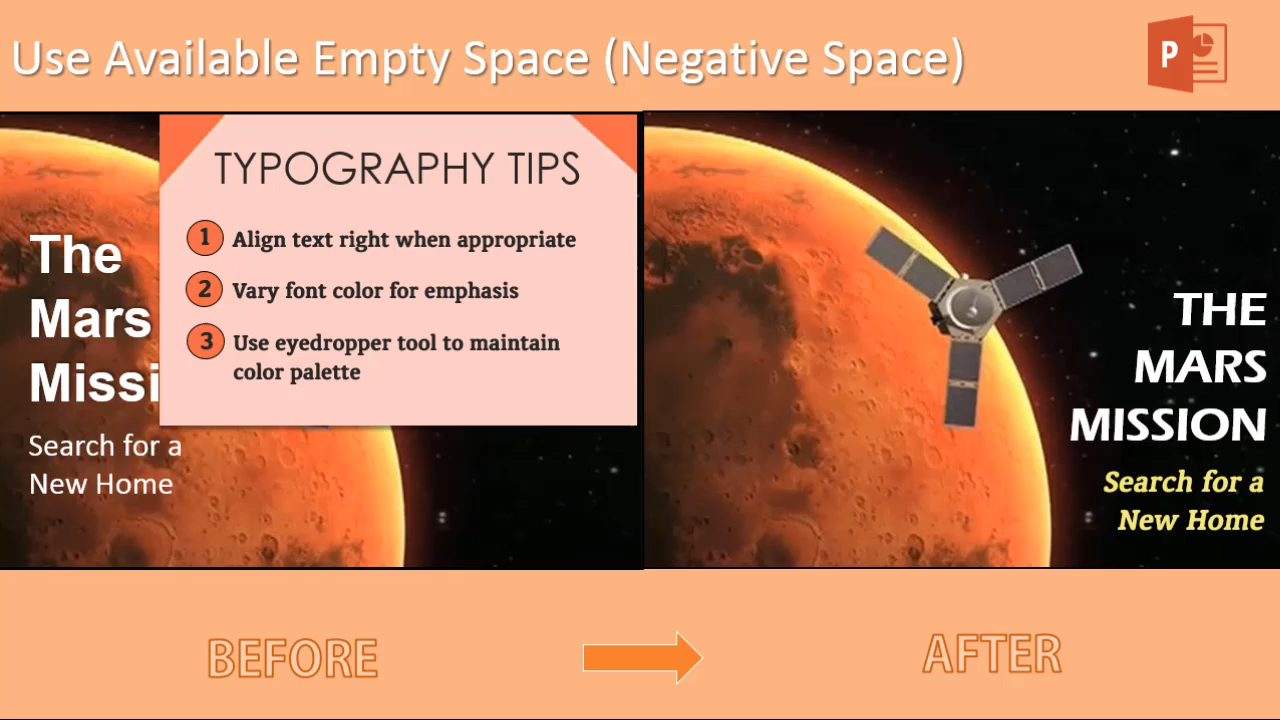 Use Available Empty Space (Negative Space)
P
The
Mars
Missi
Search for a
New Home
TYPOGRAPHY TIPS
1 Align text right when appropriate
2 Vary font color for emphasis
3 Use eyedropper tool to maintain
color palette
THE
MARS
MISSION
Search for a
New Home
BEFORE
AFTER